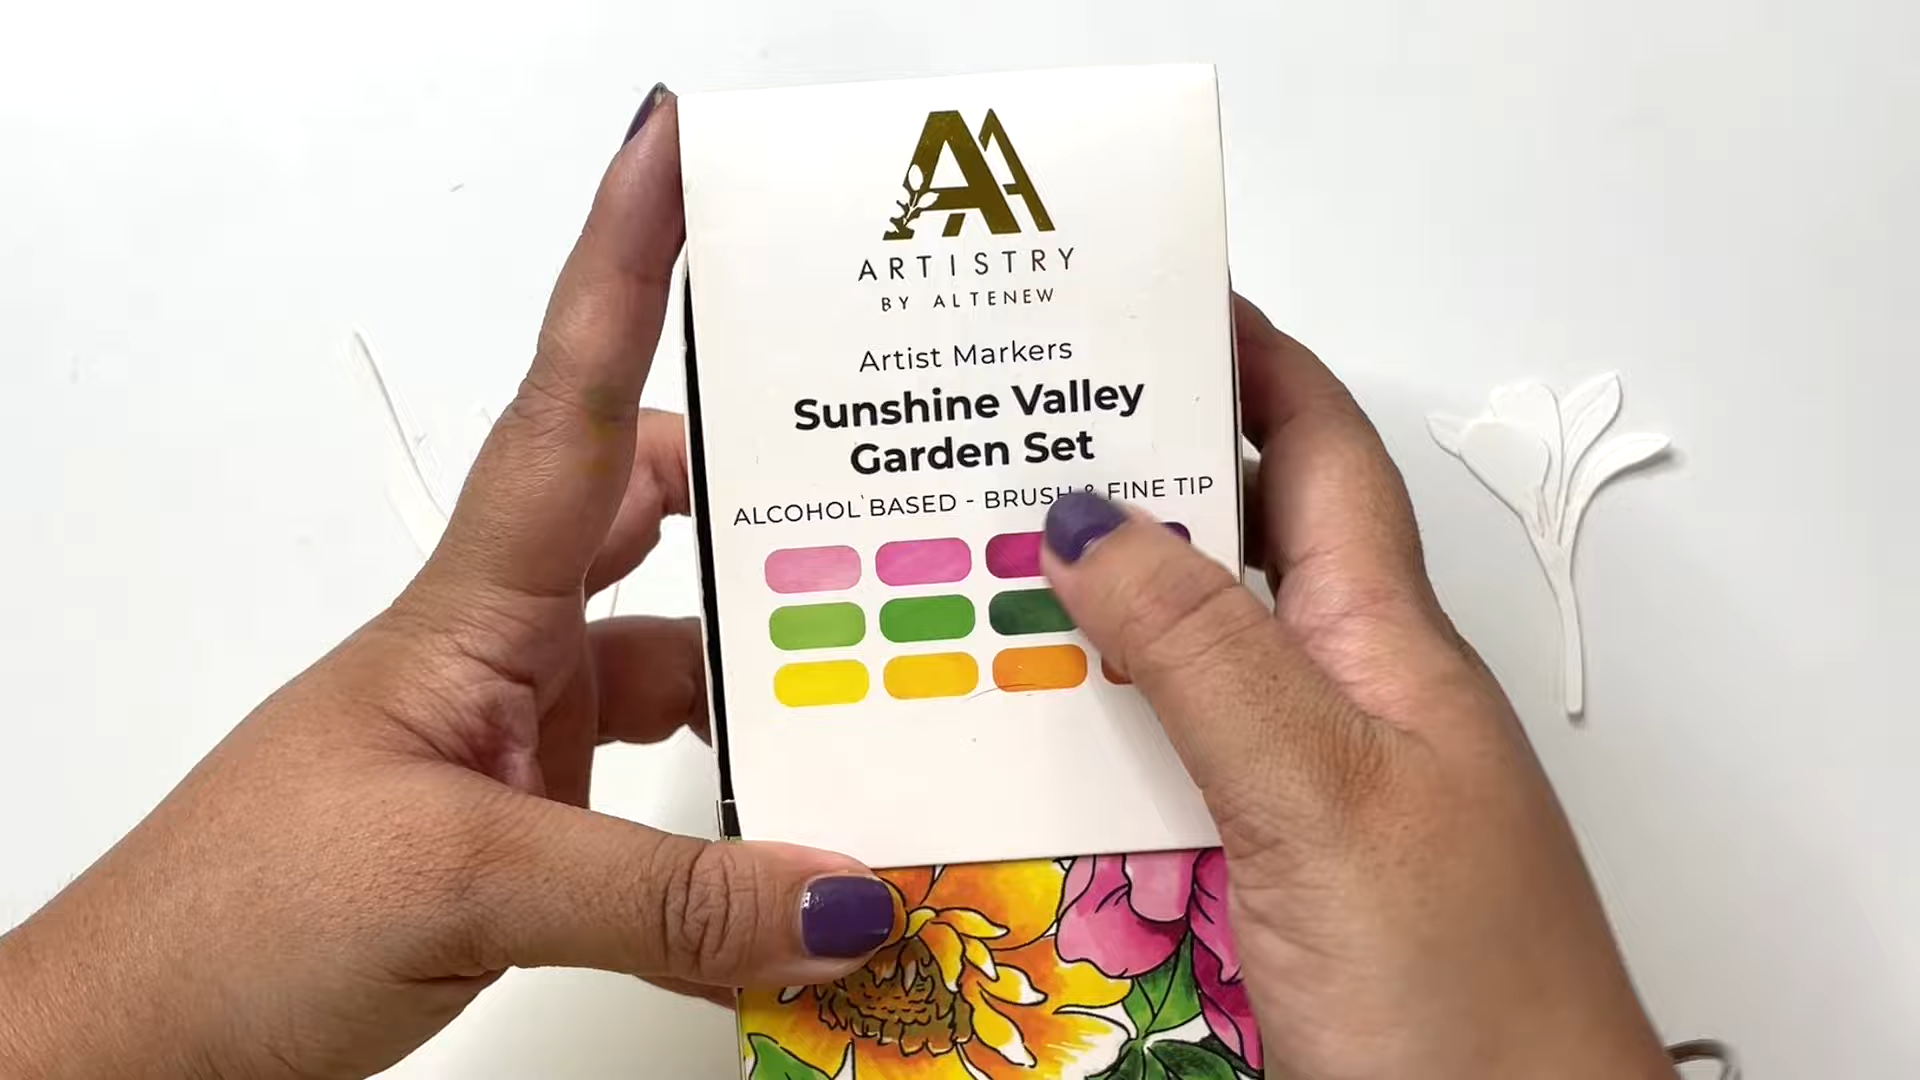 AA
ARTISTRY
BY ALTENEW
Artist Markers
Sunshine Valley
Garden Set
ALCOHOL BASED - BRUSH & FINE TIP